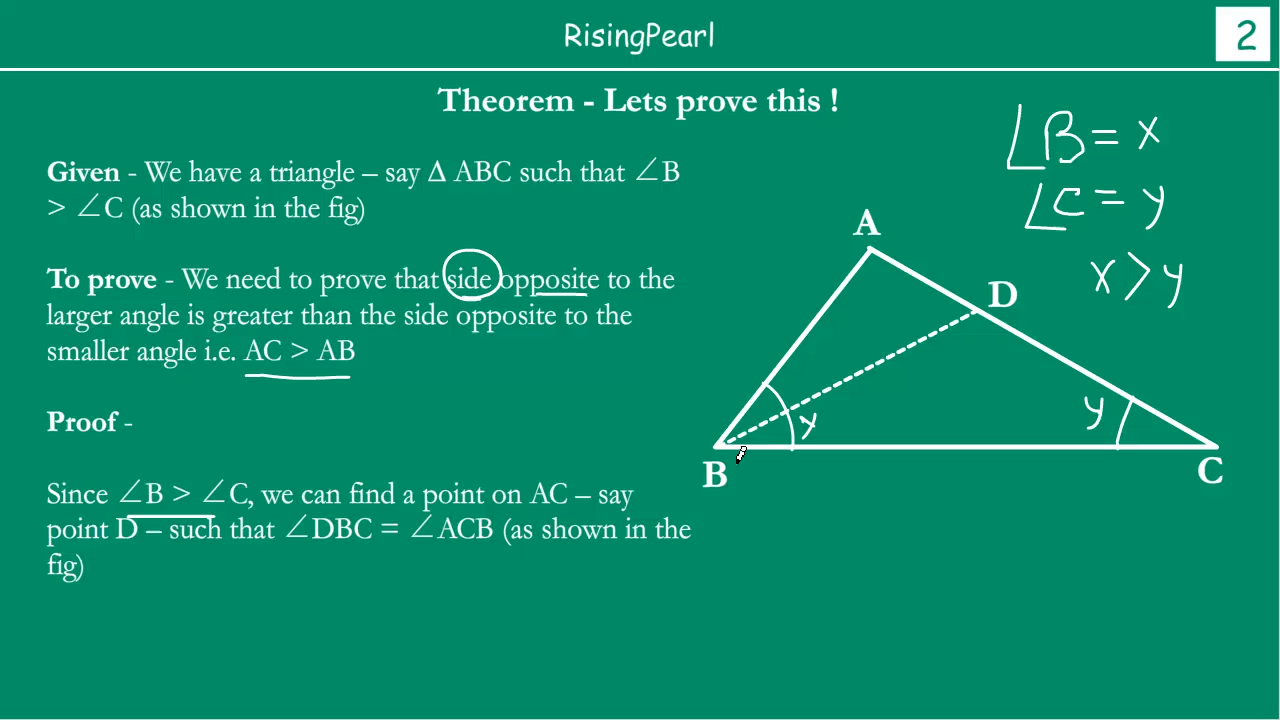 RisingPearl
2
Theorem - Lets prove this !
Given - We have a triangle – say Δ ABC such that ∠B
> ∠C (as shown in the fig)
To prove - We need to prove that side opposite to the
larger angle is greater than the side opposite to the
smaller angle i.e. AC > AB
Proof -
Since ∠B > ∠C, we can find a point on AC – say
point D – such that ∠DBC = ∠ACB (as shown in the
fig)
∠B = x
∠C = y
x > y
A
D
y
y
B
C